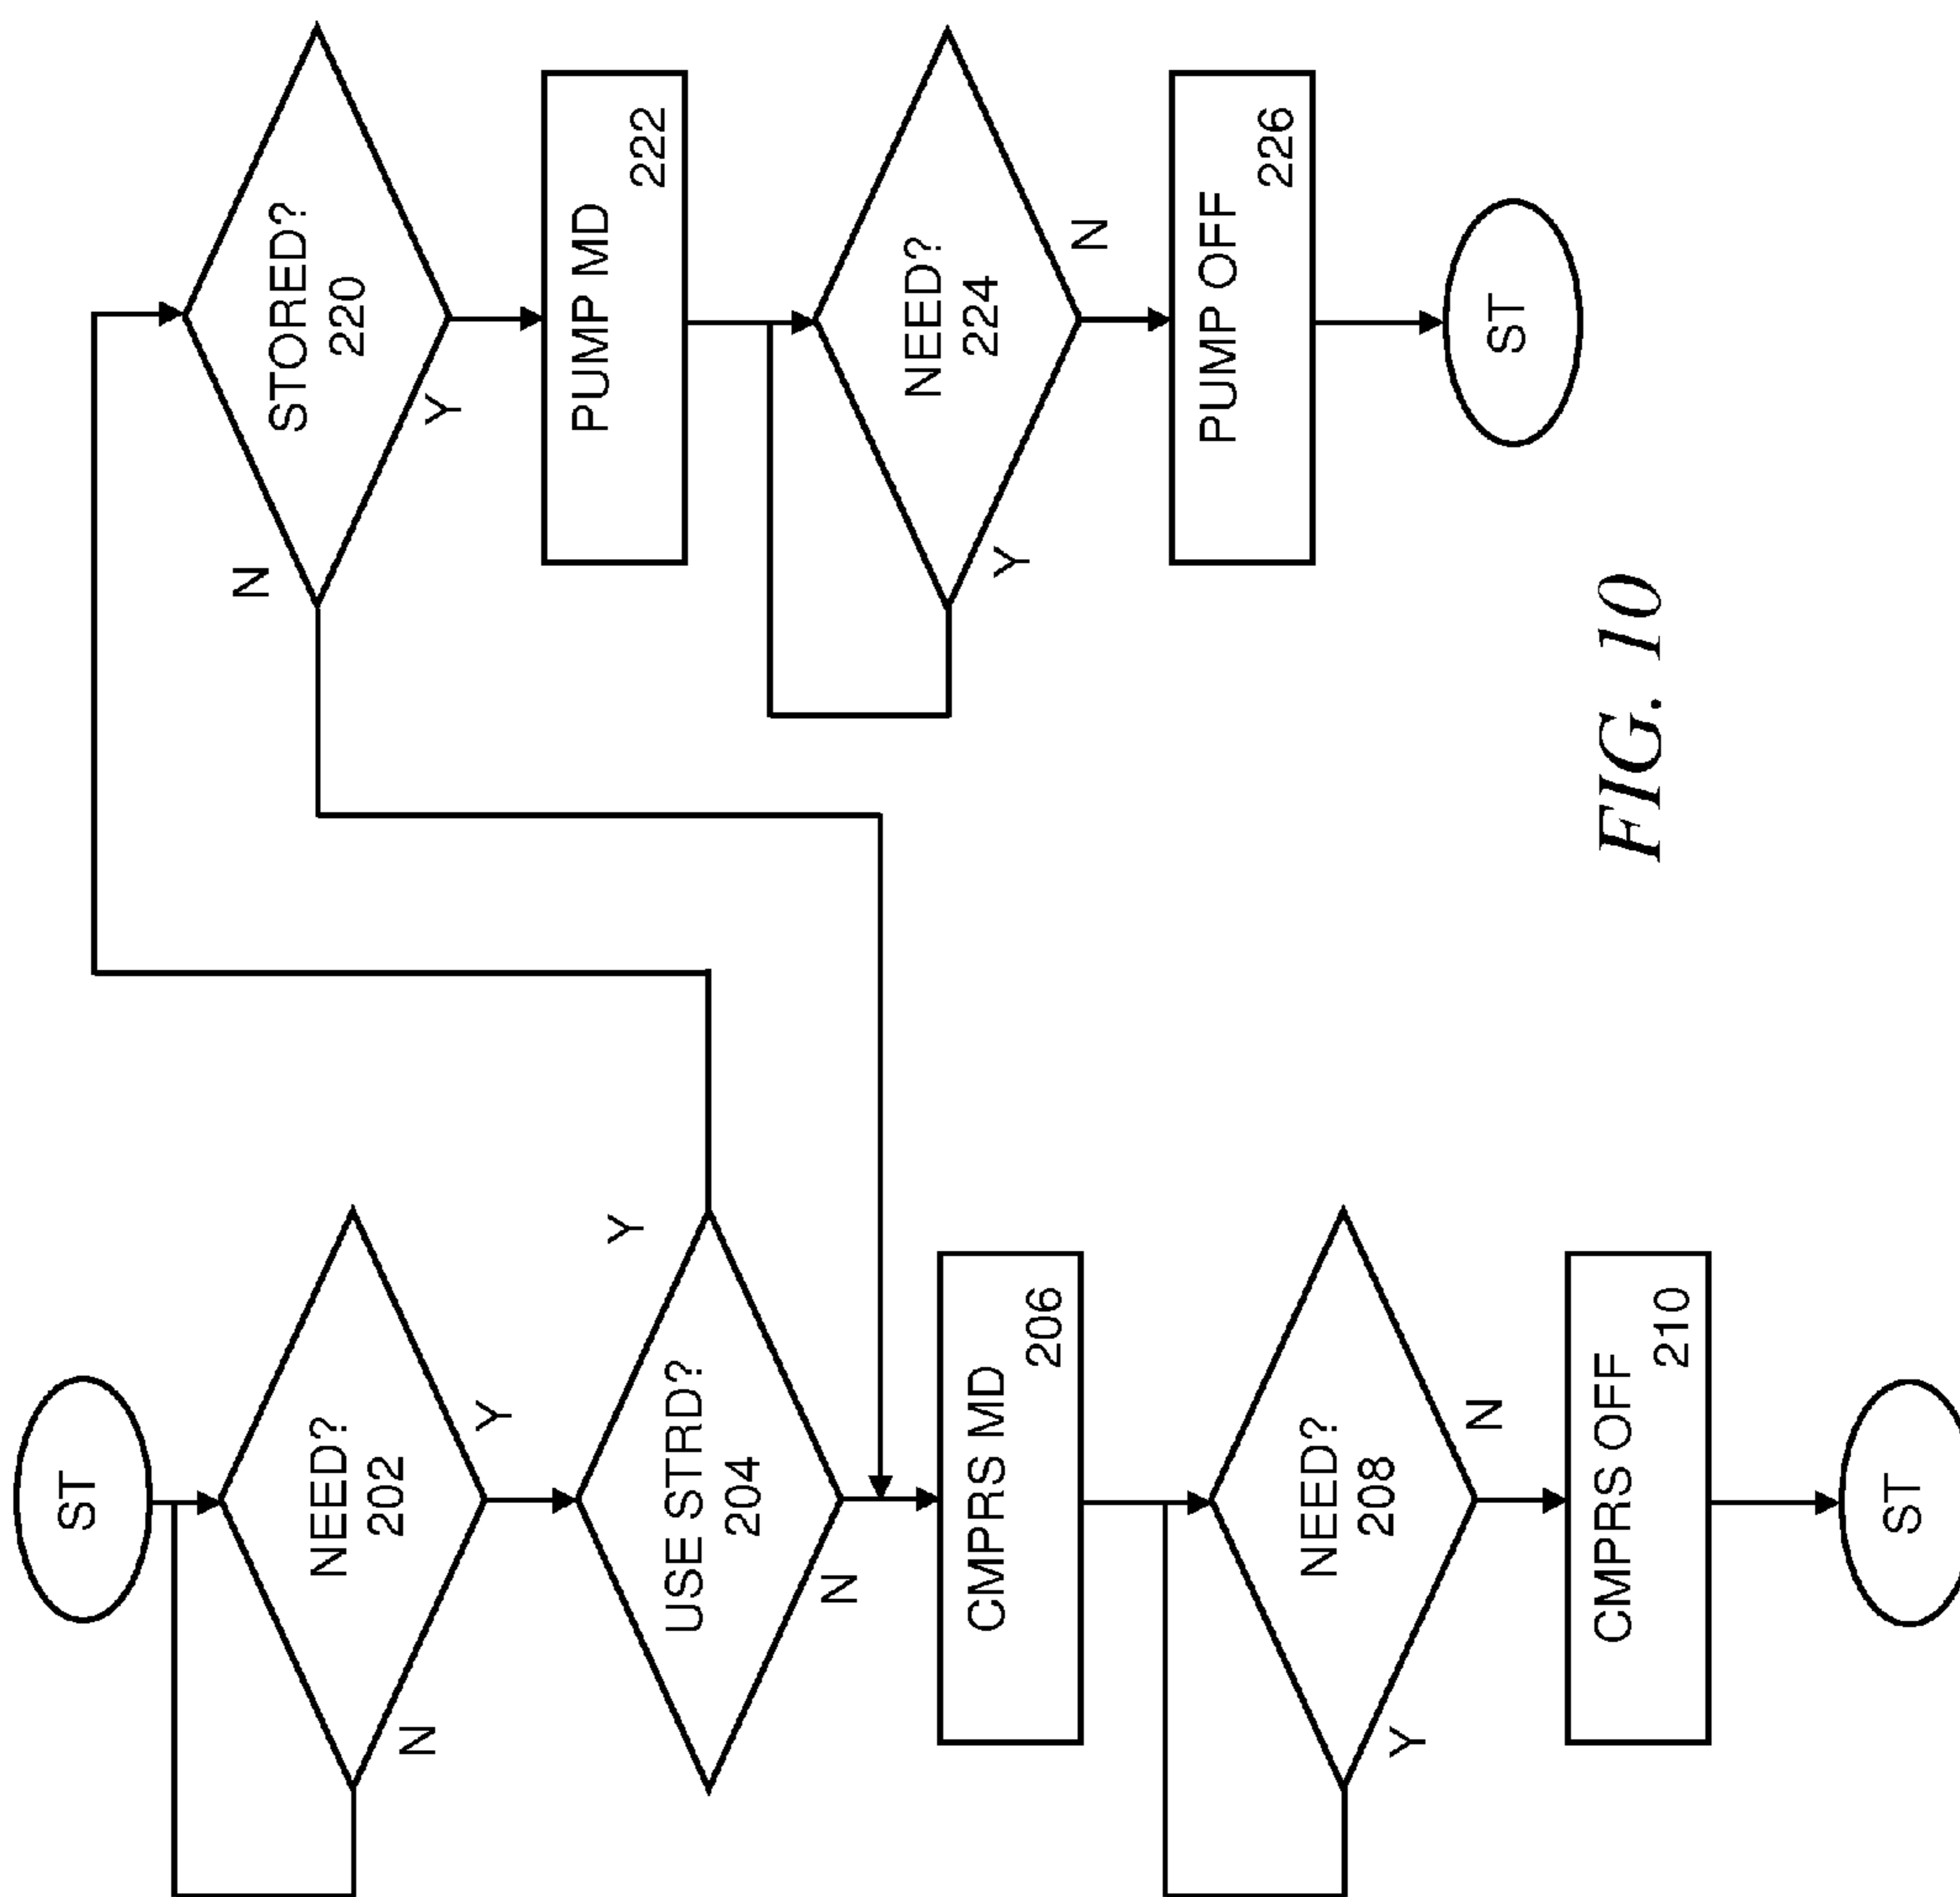 ST
NEED?
202
N
Y
USE STRD?
204
Y
N
CMPRS MD
206
NEED?
208
Y
N
CMPRS OFF
210
ST
STORED?
220
N
Y
PUMP MD
222
NEED?
224
Y
N
PUMP OFF
226
ST
FIG. 10